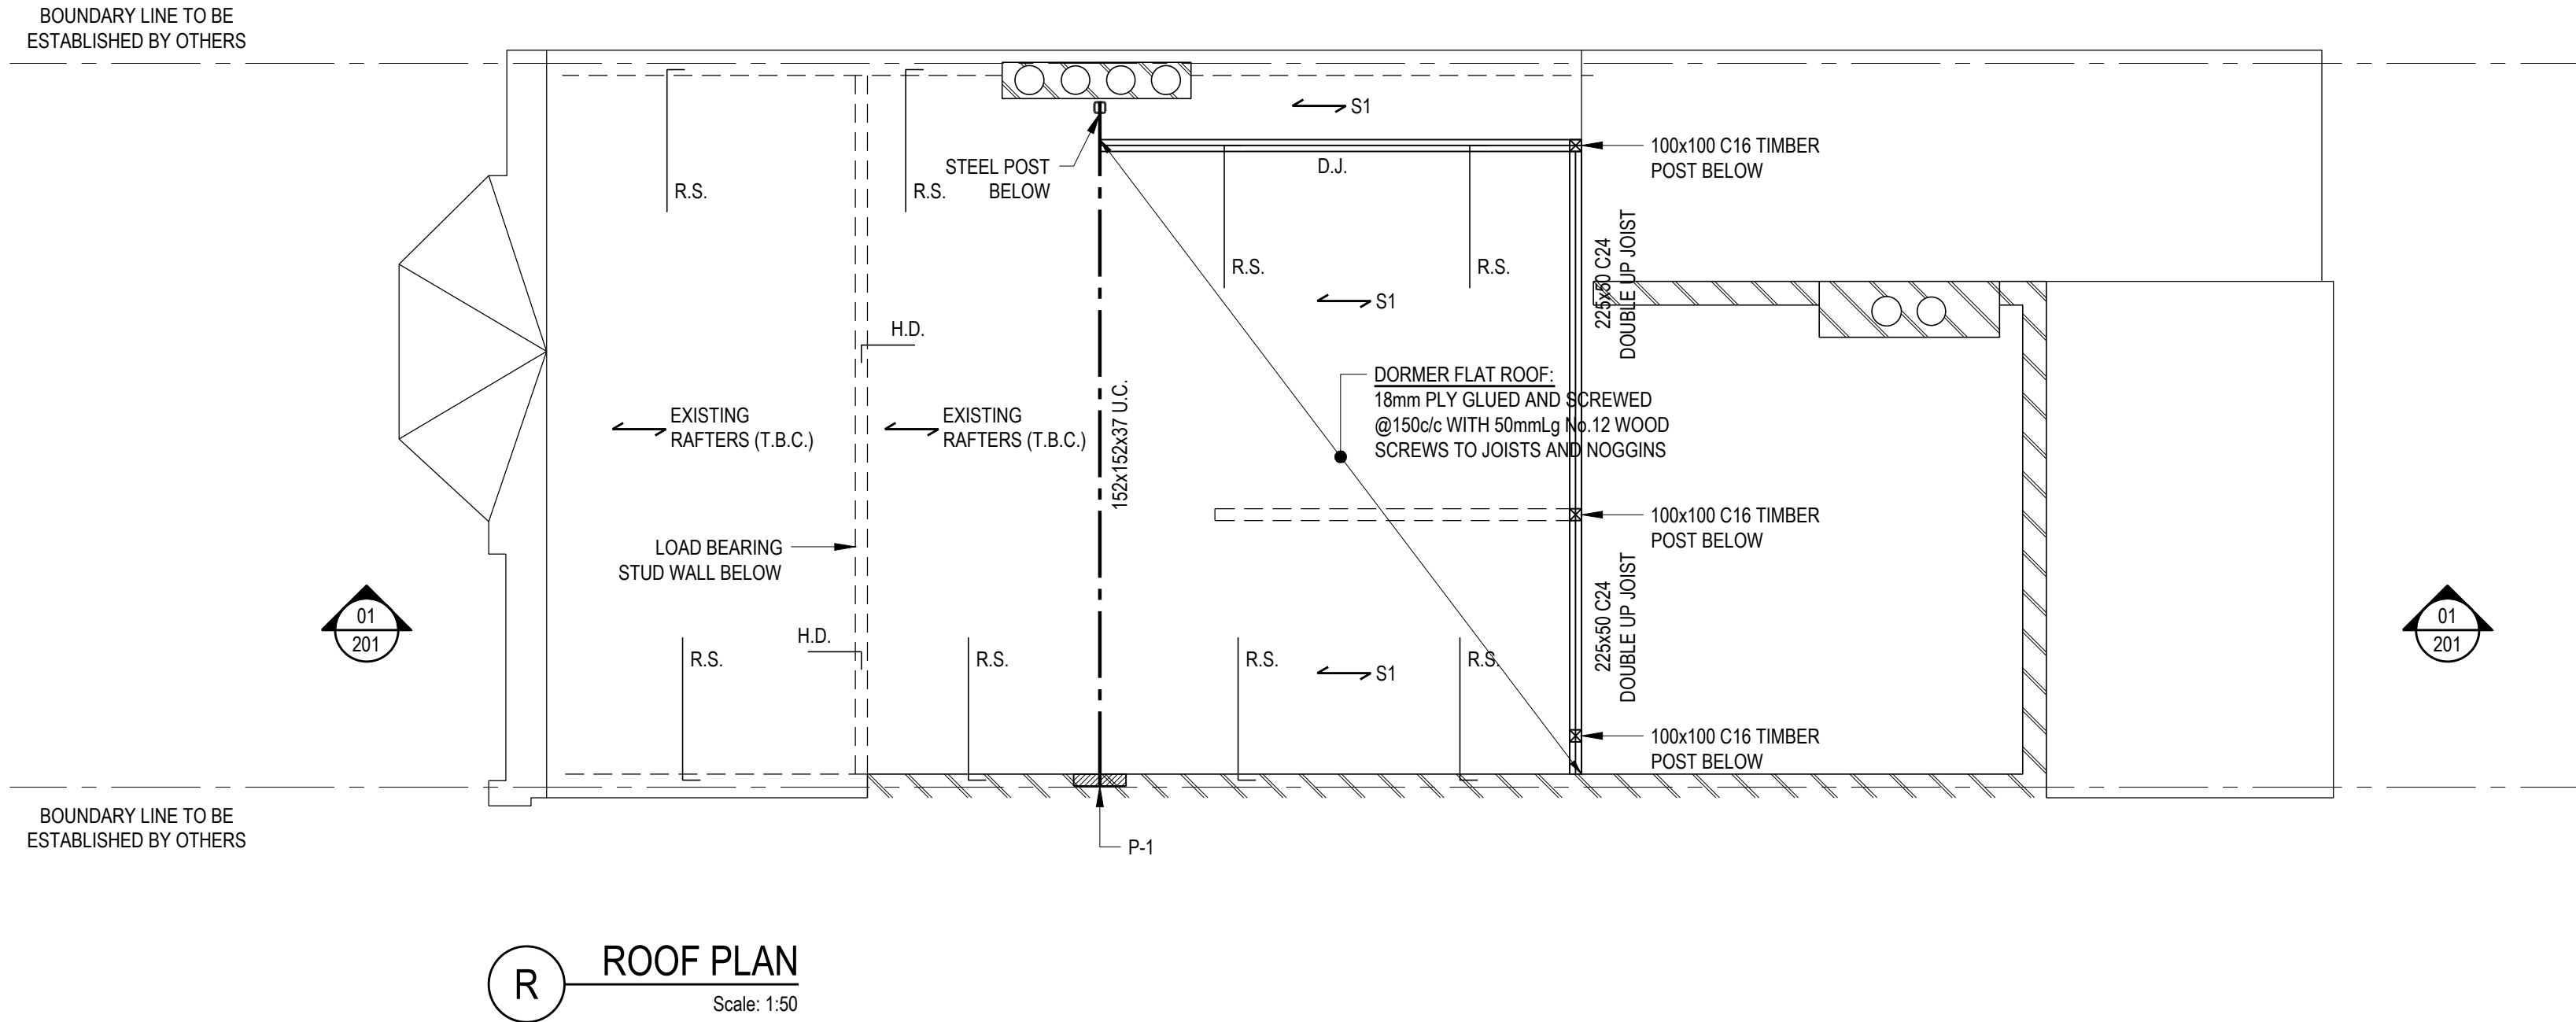 BOUNDARY LINE TO BE
ESTABLISHED BY OTHERS
S1
STEEL POST
BELOW
D.J.
100x100 C16 TIMBER
POST BELOW
R.S.
R.S.
R.S.
R.S.
225x50 C24
DOUBLE UP JOIST
S1
H.D.
DORMER FLAT ROOF:
18mm PLY GLUED AND SCREWED
@150c/c WITH 50mmLg No.12 WOOD
SCREWS TO JOISTS AND NOGGINS
EXISTING
RAFTERS (T.B.C.)
EXISTING
RAFTERS (T.B.C.)
152x152x37 U.C.
100x100 C16 TIMBER
POST BELOW
LOAD BEARING
STUD WALL BELOW
225x50 C24
DOUBLE UP JOIST
01
201
01
201
H.D.
R.S.
R.S.
R.S.
R.S.
S1
100x100 C16 TIMBER
POST BELOW
BOUNDARY LINE TO BE
ESTABLISHED BY OTHERS
P-1
R
ROOF PLAN
Scale: 1:50